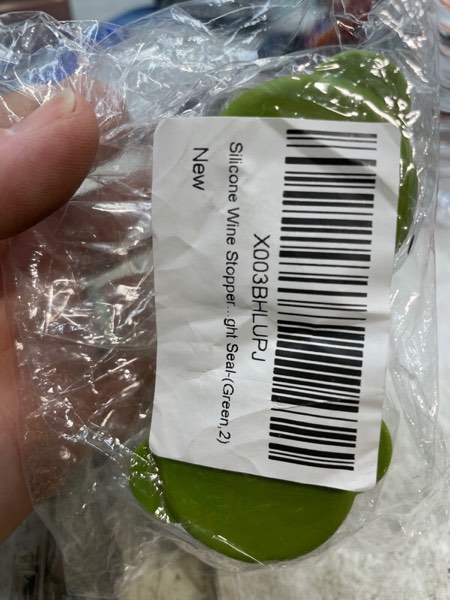 X003BHLUPJ
Silicone Wine Stopper...ght Seal-(Green,2)
New